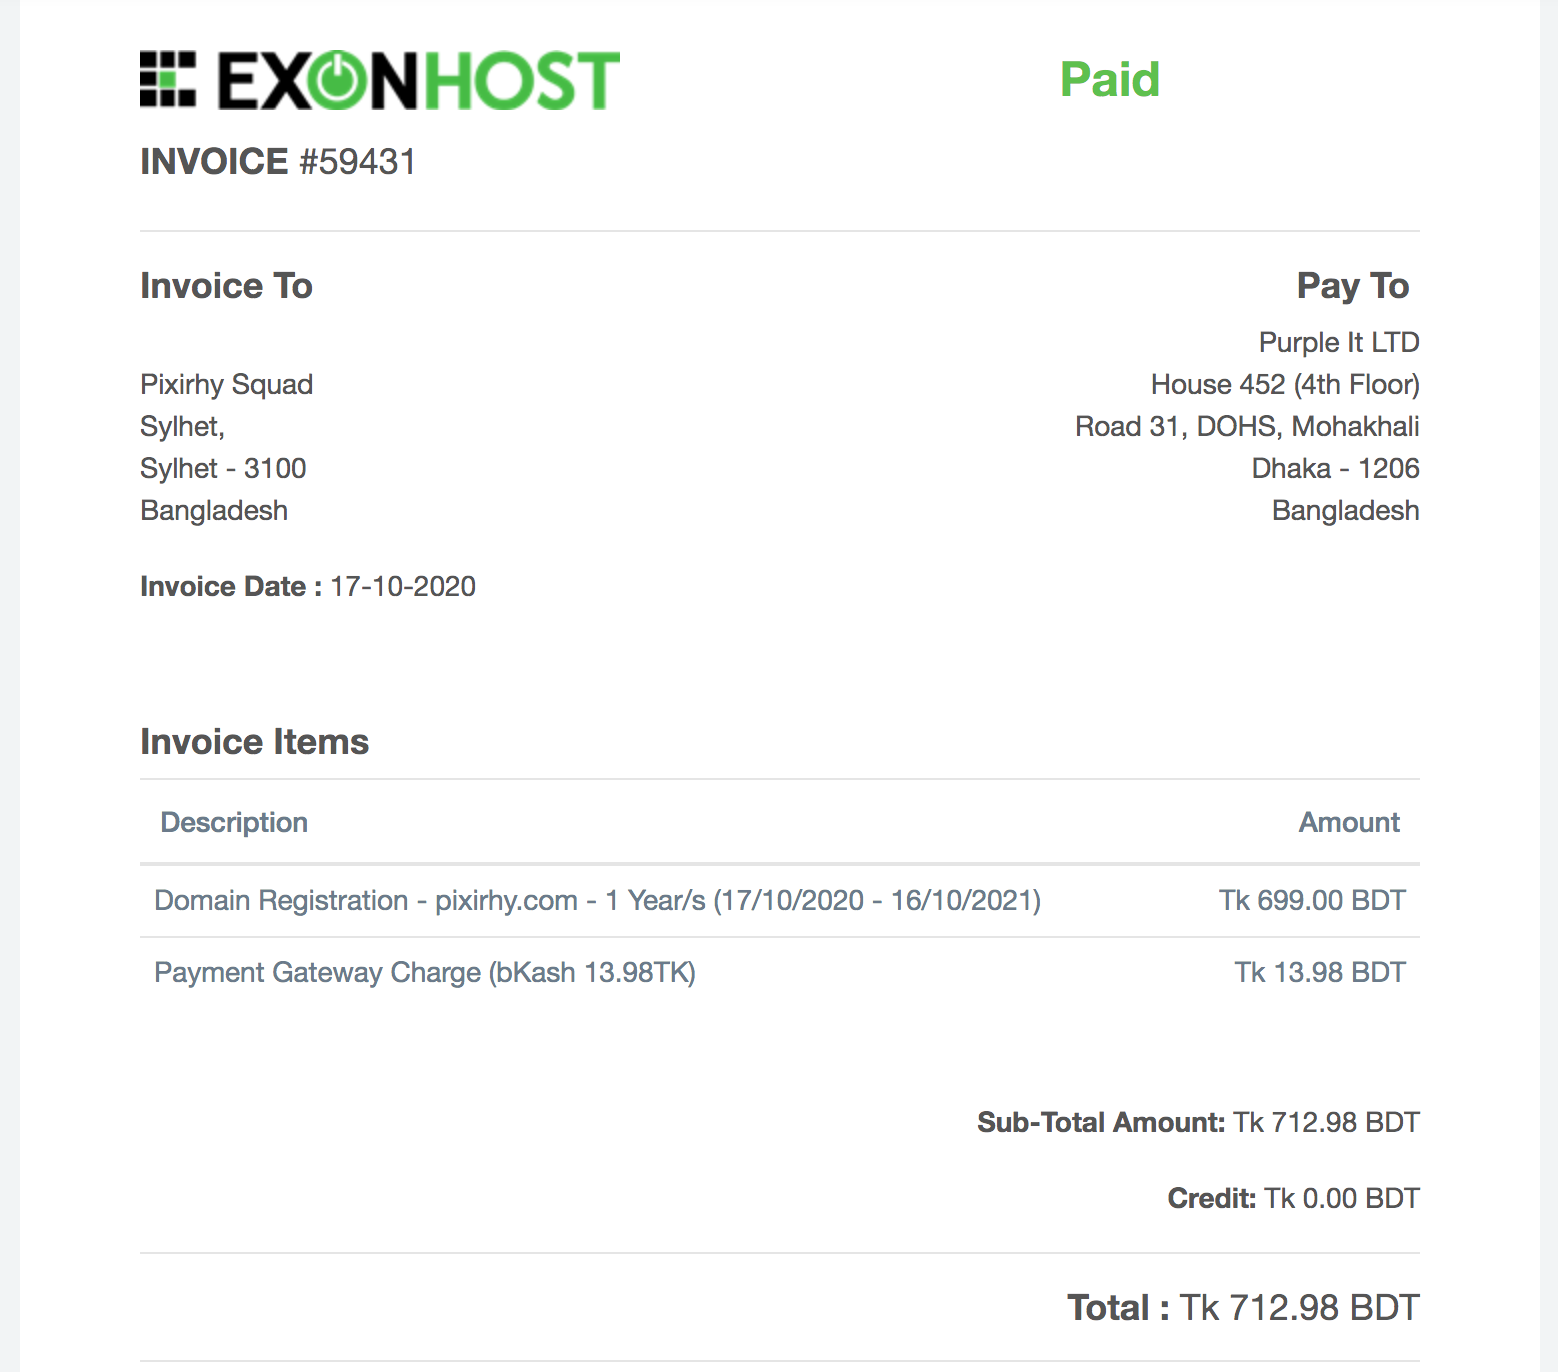 EXONHOST
Paid
INVOICE #59431
Invoice To
Pay To
Purple It LTD
Pixirhy Squad
House 452 (4th Floor)
Sylhet,
Road 31, DOHS, Mohakhali
Sylhet - 3100
Dhaka - 1206
Bangladesh
Bangladesh
Invoice Date : 17-10-2020
Invoice Items
Description Amount
Domain Registration - pixirhy.com - 1 Year/s (17/10/2020 - 16/10/2021) Tk 699.00 BDT
Payment Gateway Charge (bKash 13.98TK) Tk 13.98 BDT
Sub-Total Amount: Tk 712.98 BDT
Credit: Tk 0.00 BDT
Total : Tk 712.98 BDT